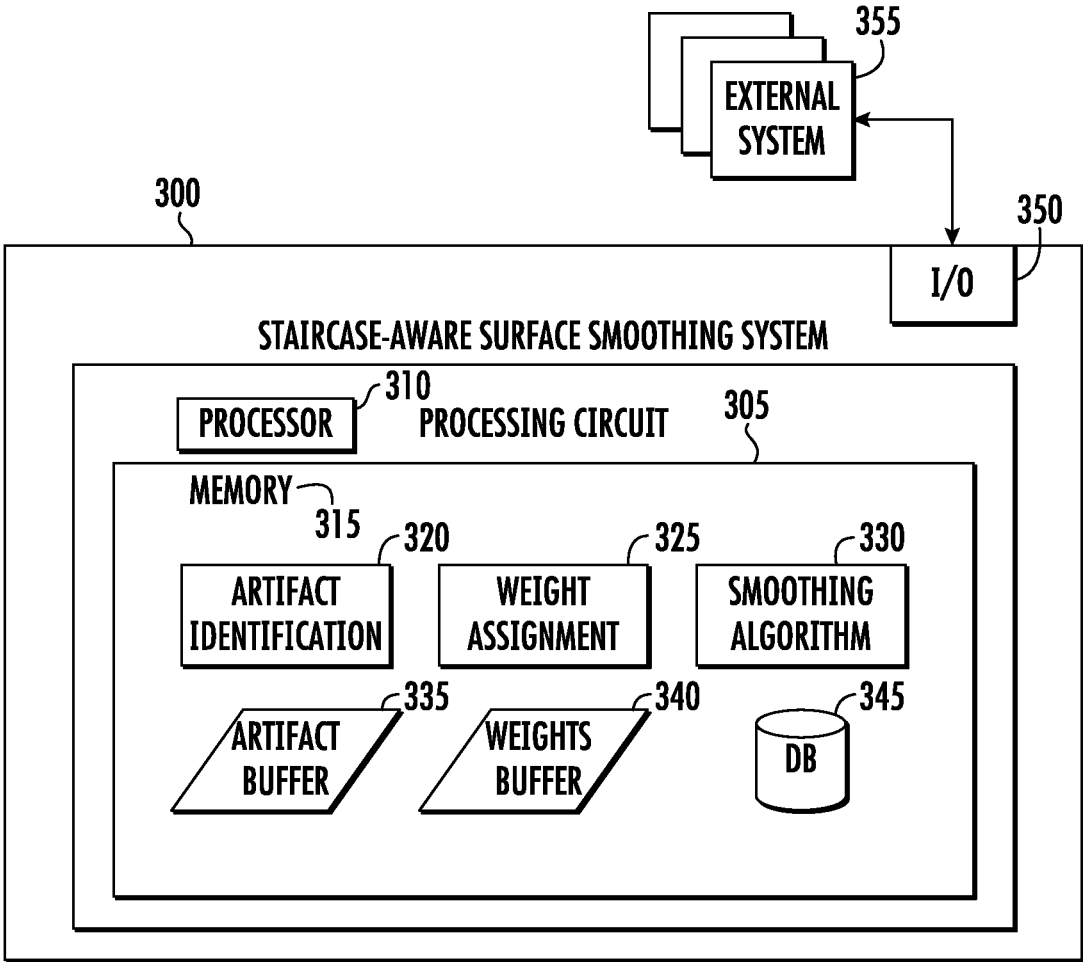 355
EXTERNAL
SYSTEM
300
350
I/O
STAIRCASE-AWARE SURFACE SMOOTHING SYSTEM
310
PROCESSOR
PROCESSING CIRCUIT
305
MEMORY
315
320
325
330
ARTIFACT
IDENTIFICATION
WEIGHT
ASSIGNMENT
SMOOTHING
ALGORITHM
335
340
345
ARTIFACT
BUFFER
WEIGHTS
BUFFER
DB